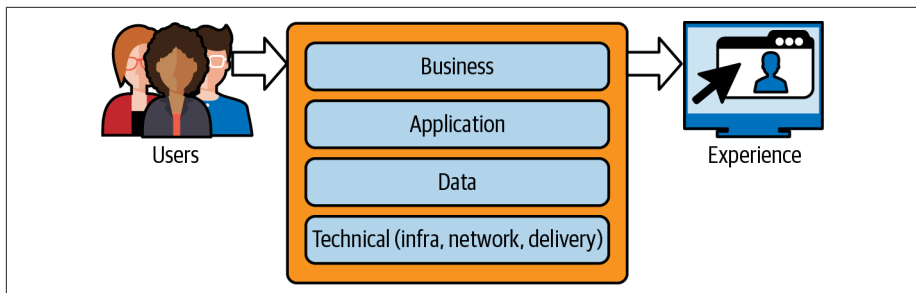 Business
Application
Data
Technical (infra, network, delivery)
Users
Experience